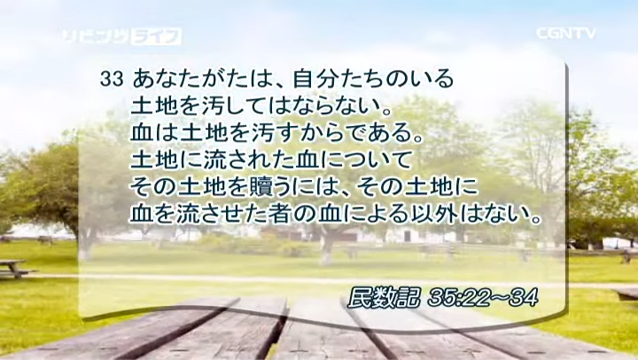 リビングライフ
CGNTV
33 あなたがたは、自分たちのいる
土地を汚してはならない。
血は土地を汚すからである。
土地に流された血について
その土地を贖うには、その土地に
血を流させた者の血による以外はない。
民数記 35:22～34